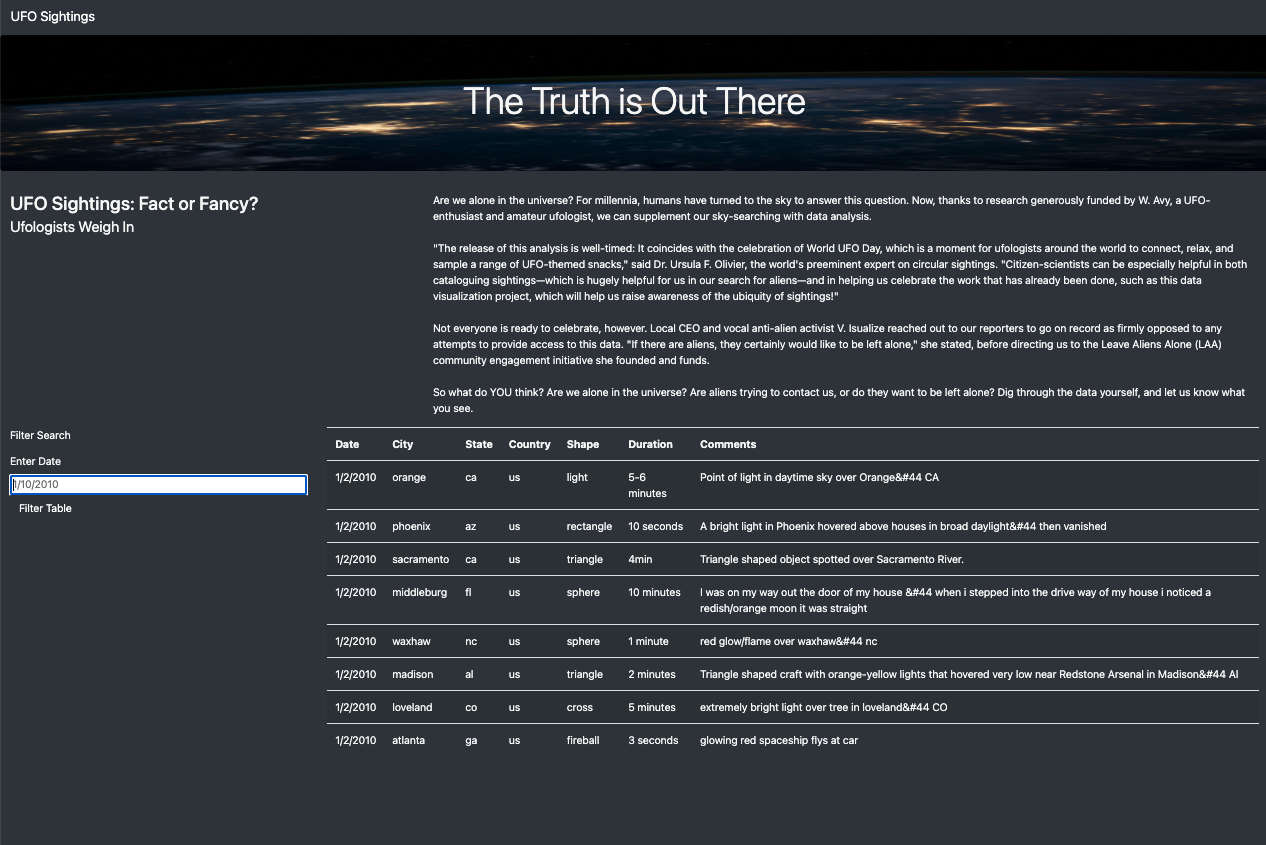 UFO Sightings
The Truth is Out There
UFO Sightings: Fact or Fancy?
Ufologists Weigh In
Are we alone in the universe? For millennia, humans have turned to the sky to answer this question. Now, thanks to research generously funded by W. Avy, a UFO-
enthusiast and amateur ufologist, we can supplement our sky-searching with data analysis.
"The release of this analysis is well-timed: It coincides with the celebration of World UFO Day, which is a moment for ufologists around the world to connect, relax, and
sample a range of UFO-themed snacks," said Dr. Ursula F. Olivier, the world's preeminent expert on circular sightings. "Citizen-scientists can be especially helpful in both
cataloguing sightings—which is hugely helpful for us in our search for aliens—and in helping us celebrate the work that has already been done, such as this data
visualization project, which will help us raise awareness of the ubiquity of sightings!"
Not everyone is ready to celebrate, however. Local CEO and vocal anti-alien activist V. Isualize reached out to our reporters to go on record as firmly opposed to any
attempts to provide access to this data. "If there are aliens, they certainly would like to be left alone," she stated, before directing us to the Leave Aliens Alone (LAA)
community engagement initiative she founded and funds.
So what do YOU think? Are we alone in the universe? Are aliens trying to contact us, or do they want to be left alone? Dig through the data yourself, and let us know what
you see.
Filter Search
Enter Date
1/10/2010
Filter Table
Date City State Country Shape Duration Comments
1/2/2010 orange ca us light 5-6 minutes Point of light in daytime sky over Orange&#44 CA
1/2/2010 phoenix az us rectangle 10 seconds A bright light in Phoenix hovered above houses in broad daylight&#44 then vanished
1/2/2010 sacramento ca us triangle 4min Triangle shaped object spotted over Sacramento River.
1/2/2010 middleburg fl us sphere 10 minutes I was on my way out the door of my house &#44 when i stepped into the drive way of my house i noticed a
redish/orange moon it was straight
1/2/2010 waxhaw nc us sphere 1 minute red glow/flame over waxhaw&#44 nc
1/2/2010 madison al us triangle 2 minutes Triangle shaped craft with orange-yellow lights that hovered very low near Redstone Arsenal in Madison&#44 Al
1/2/2010 loveland co us cross 5 minutes extremely bright light over tree in loveland&#44 CO
1/2/2010 atlanta ga us fireball 3 seconds glowing red spaceship flys at car